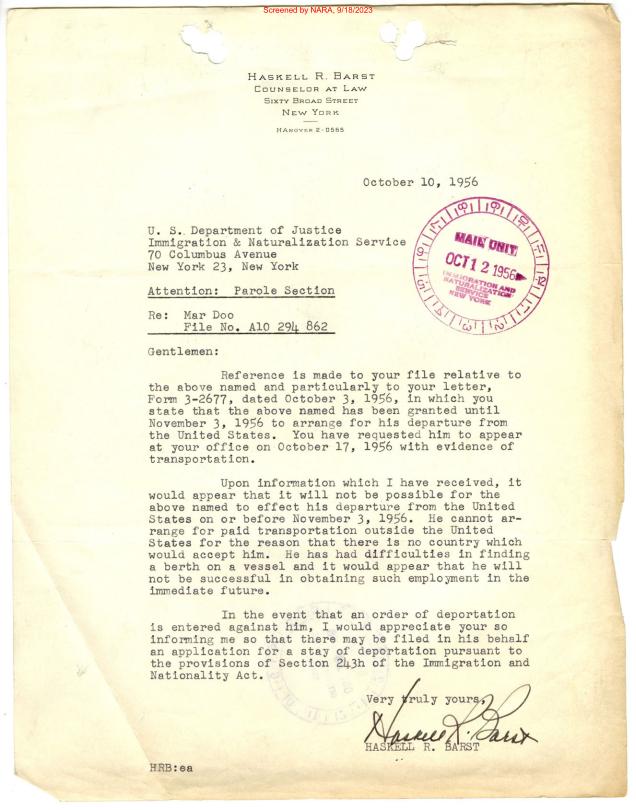 Screened by NARA, 9/18/2023
HASKELL R. BARST
COUNSELOR AT LAW
SIXTY BROAD STREET
NEW YORK
HANOVER 2-0565
October 10, 1956
U. S. Department of Justice
Immigration & Naturalization Service
70 Columbus Avenue
New York 23, New York
MAIL UNIT
OCT 12 1956
IMMIGRATION AND
NATURALIZATION
SERVICE
NEW YORK
Attention: Parole Section
Re: Mar Doo
File No. A10 294 862
Gentlemen:
Reference is made to your file relative to
the above named and particularly to your letter,
Form 3-2677, dated October 3, 1956, in which you
state that the above named has been granted until
November 3, 1956 to arrange for his departure from
the United States. You have requested him to appear
at your office on October 17, 1956 with evidence of
transportation.
Upon information which I have received, it
would appear that it will not be possible for the
above named to effect his departure from the United
States on or before November 3, 1956. He cannot ar-
range for paid transportation outside the United
States for the reason that there is no country which
would accept him. He has had difficulties in finding
a berth on a vessel and it would appear that he will
not be successful in obtaining such employment in the
immediate future.
In the event that an order of deportation
is entered against him, I would appreciate your so
informing me so that there may be filed in his behalf
an application for a stay of deportation pursuant to
the provisions of Section 243h of the Immigration and
Nationality Act.
Very truly yours,
Haskell R. Barst
HASKELL R. BARST
HRB:ea